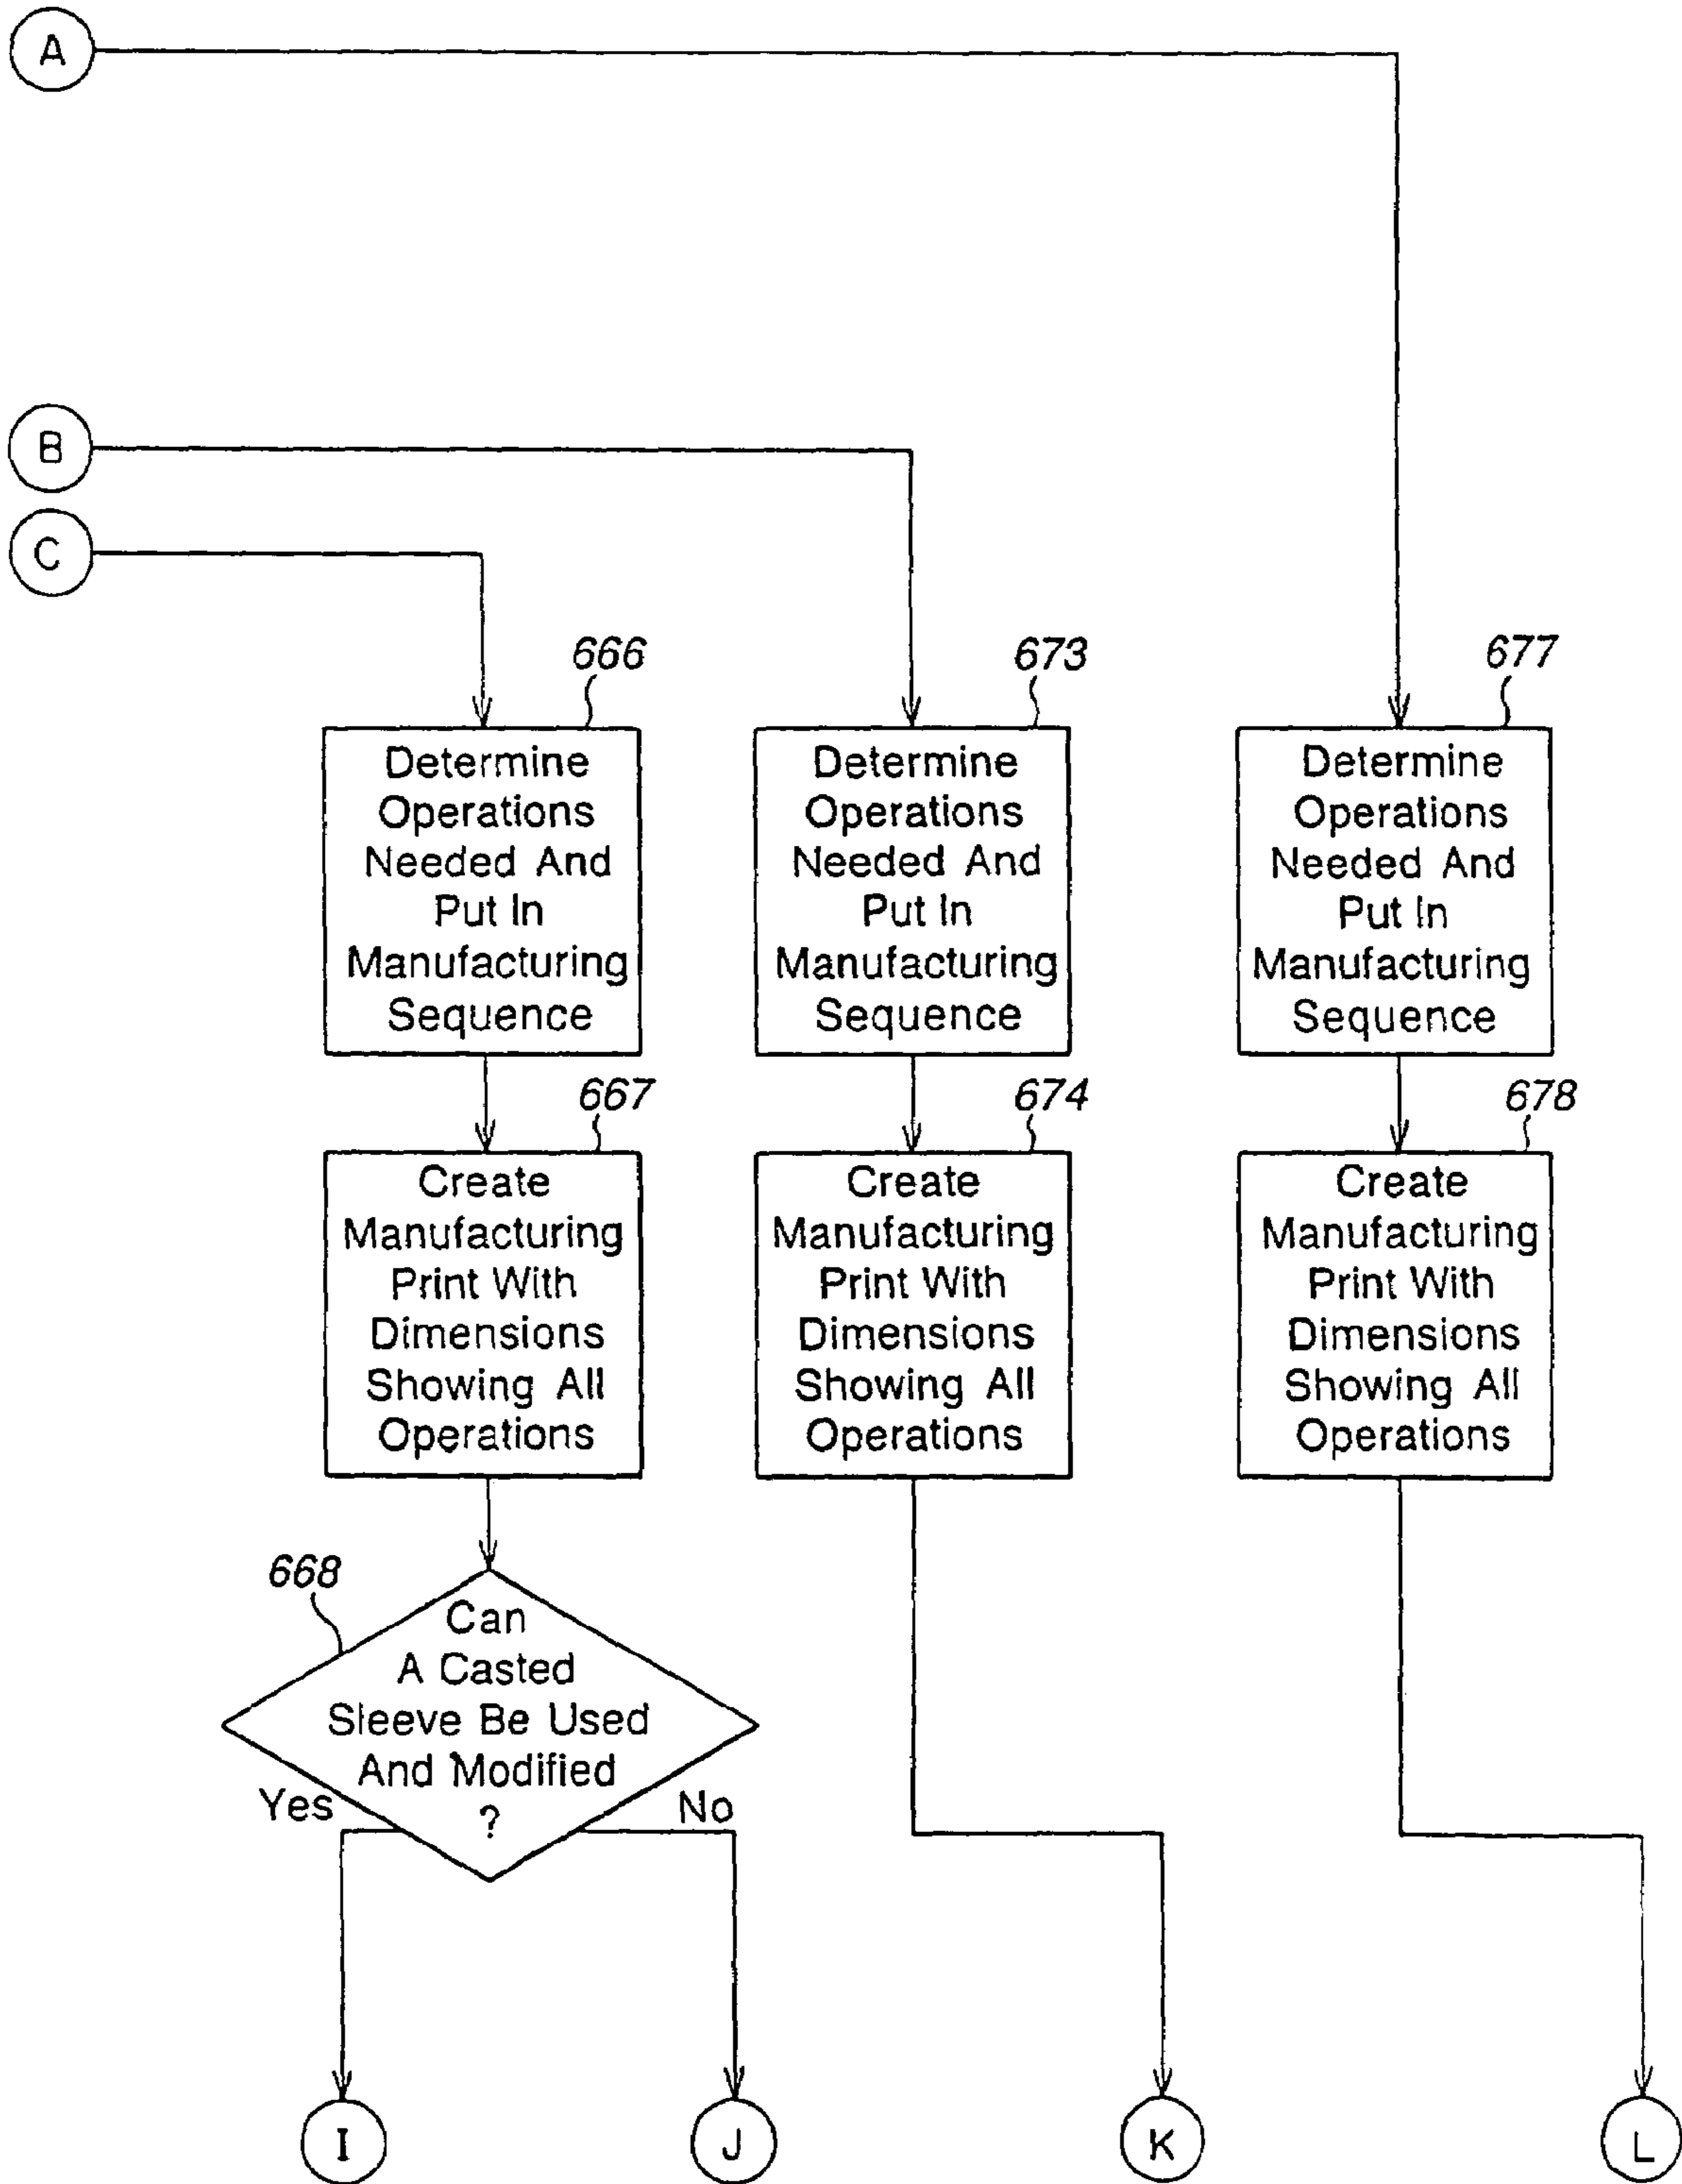 A
B
C
666
Determine
Operations
Needed And
Put In
Manufacturing
Sequence
673
Determine
Operations
Needed And
Put In
Manufacturing
Sequence
677
Determine
Operations
Needed And
Put In
Manufacturing
Sequence
667
Create
Manufacturing
Print With
Dimensions
Showing All
Operations
674
Create
Manufacturing
Print With
Dimensions
Showing All
Operations
678
Create
Manufacturing
Print With
Dimensions
Showing All
Operations
668
Can
A Casted
Sleeve Be Used
And Modified
?
Yes
No
I
J
K
L